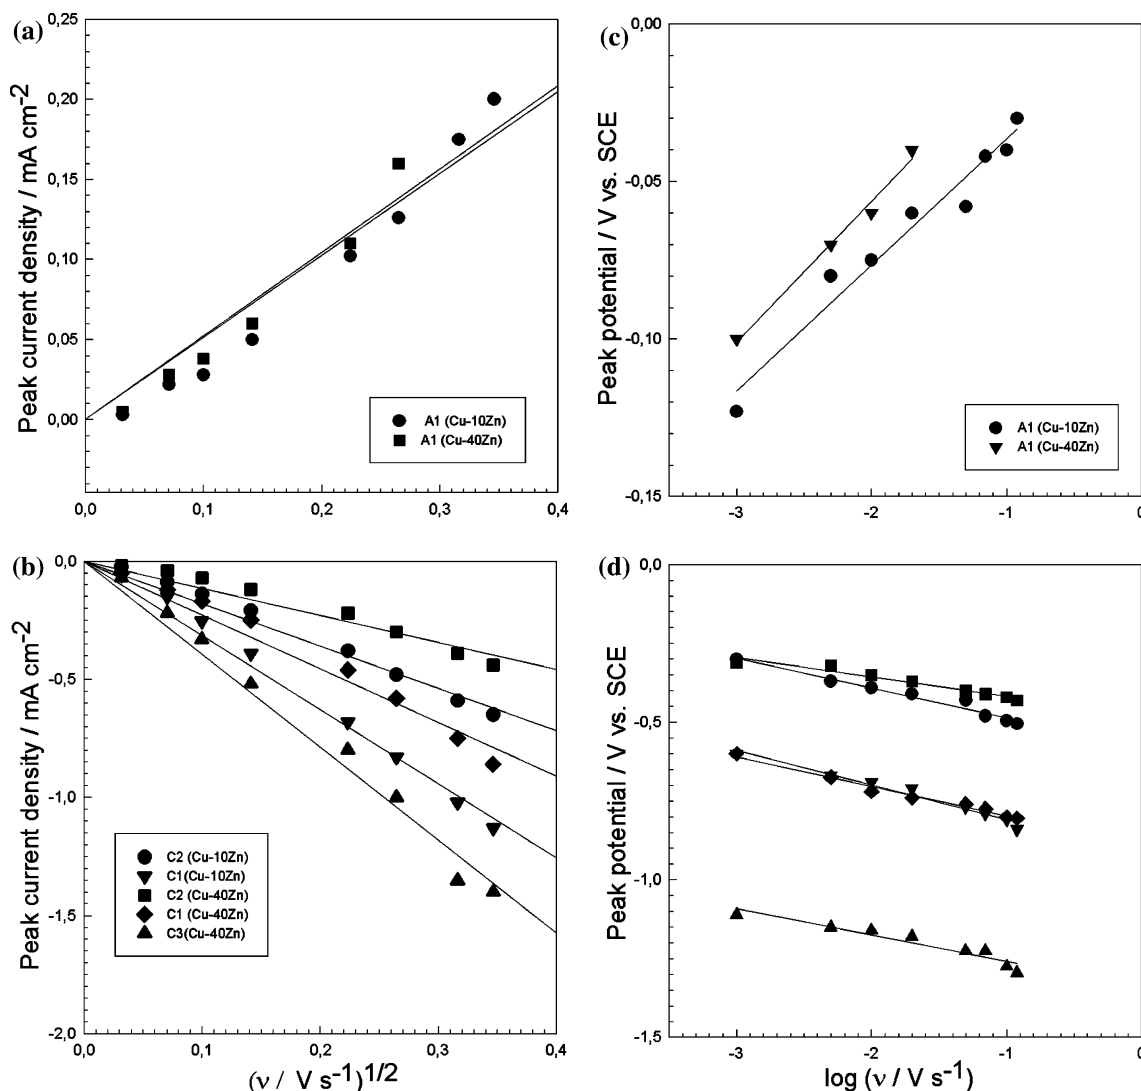 (a)
Peak current density / mA cm⁻²
0,25
0,20
0,15
0,10
0,05
0,00
0,0 0,1 0,2 0,3 0,4
A1 (Cu-10Zn)
A1 (Cu-40Zn)
(c)
Peak potential / V vs. SCE
0,00
-0,05
-0,10
-0,15
-3 -2 -1 0
A1 (Cu-10Zn)
A1 (Cu-40Zn)
(b)
Peak current density / mA cm⁻²
0,0
-0,5
-1,0
-1,5
-2,0
0,0 0,1 0,2 0,3 0,4
(ν / V s⁻¹)¹/²
C2 (Cu-10Zn)
C1(Cu-10Zn)
C2 (Cu-40Zn)
C1 (Cu-40Zn)
C3(Cu-40Zn)
(d)
Peak potential / V vs. SCE
0,0
-0,5
-1,0
-1,5
-3 -2 -1 0
log (ν / V s⁻¹)